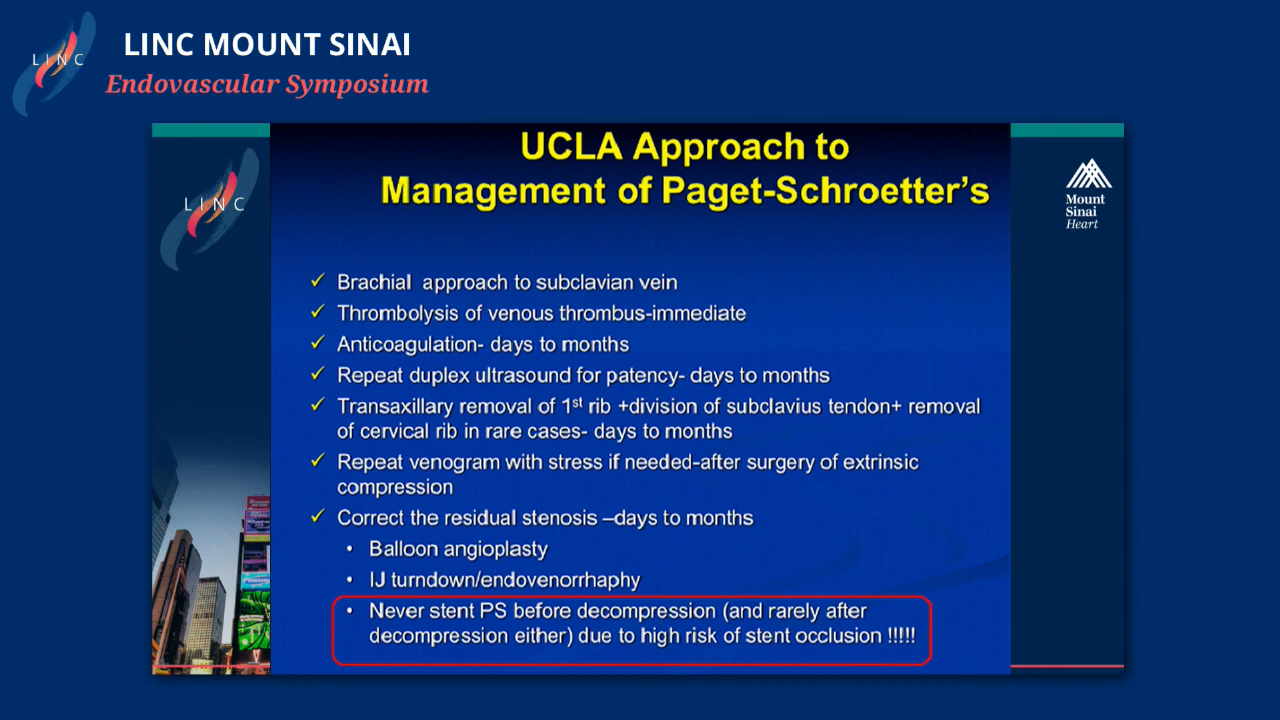 LINC
LINC MOUNT SINAI
Endovascular Symposium
LINC
UCLA Approach to
Management of Paget-Schroetter's
Mount
Sinai
Heart
✓ Brachial approach to subclavian vein
✓ Thrombolysis of venous thrombus-immediate
✓ Anticoagulation- days to months
✓ Repeat duplex ultrasound for patency- days to months
✓ Transaxillary removal of 1st rib +division of subclavius tendon+ removal
of cervical rib in rare cases- days to months
✓ Repeat venogram with stress if needed-after surgery of extrinsic
compression
✓ Correct the residual stenosis –days to months
• Balloon angioplasty
• IJ turndown/endovenorrhaphy
• Never stent PS before decompression (and rarely after
decompression either) due to high risk of stent occlusion !!!!!